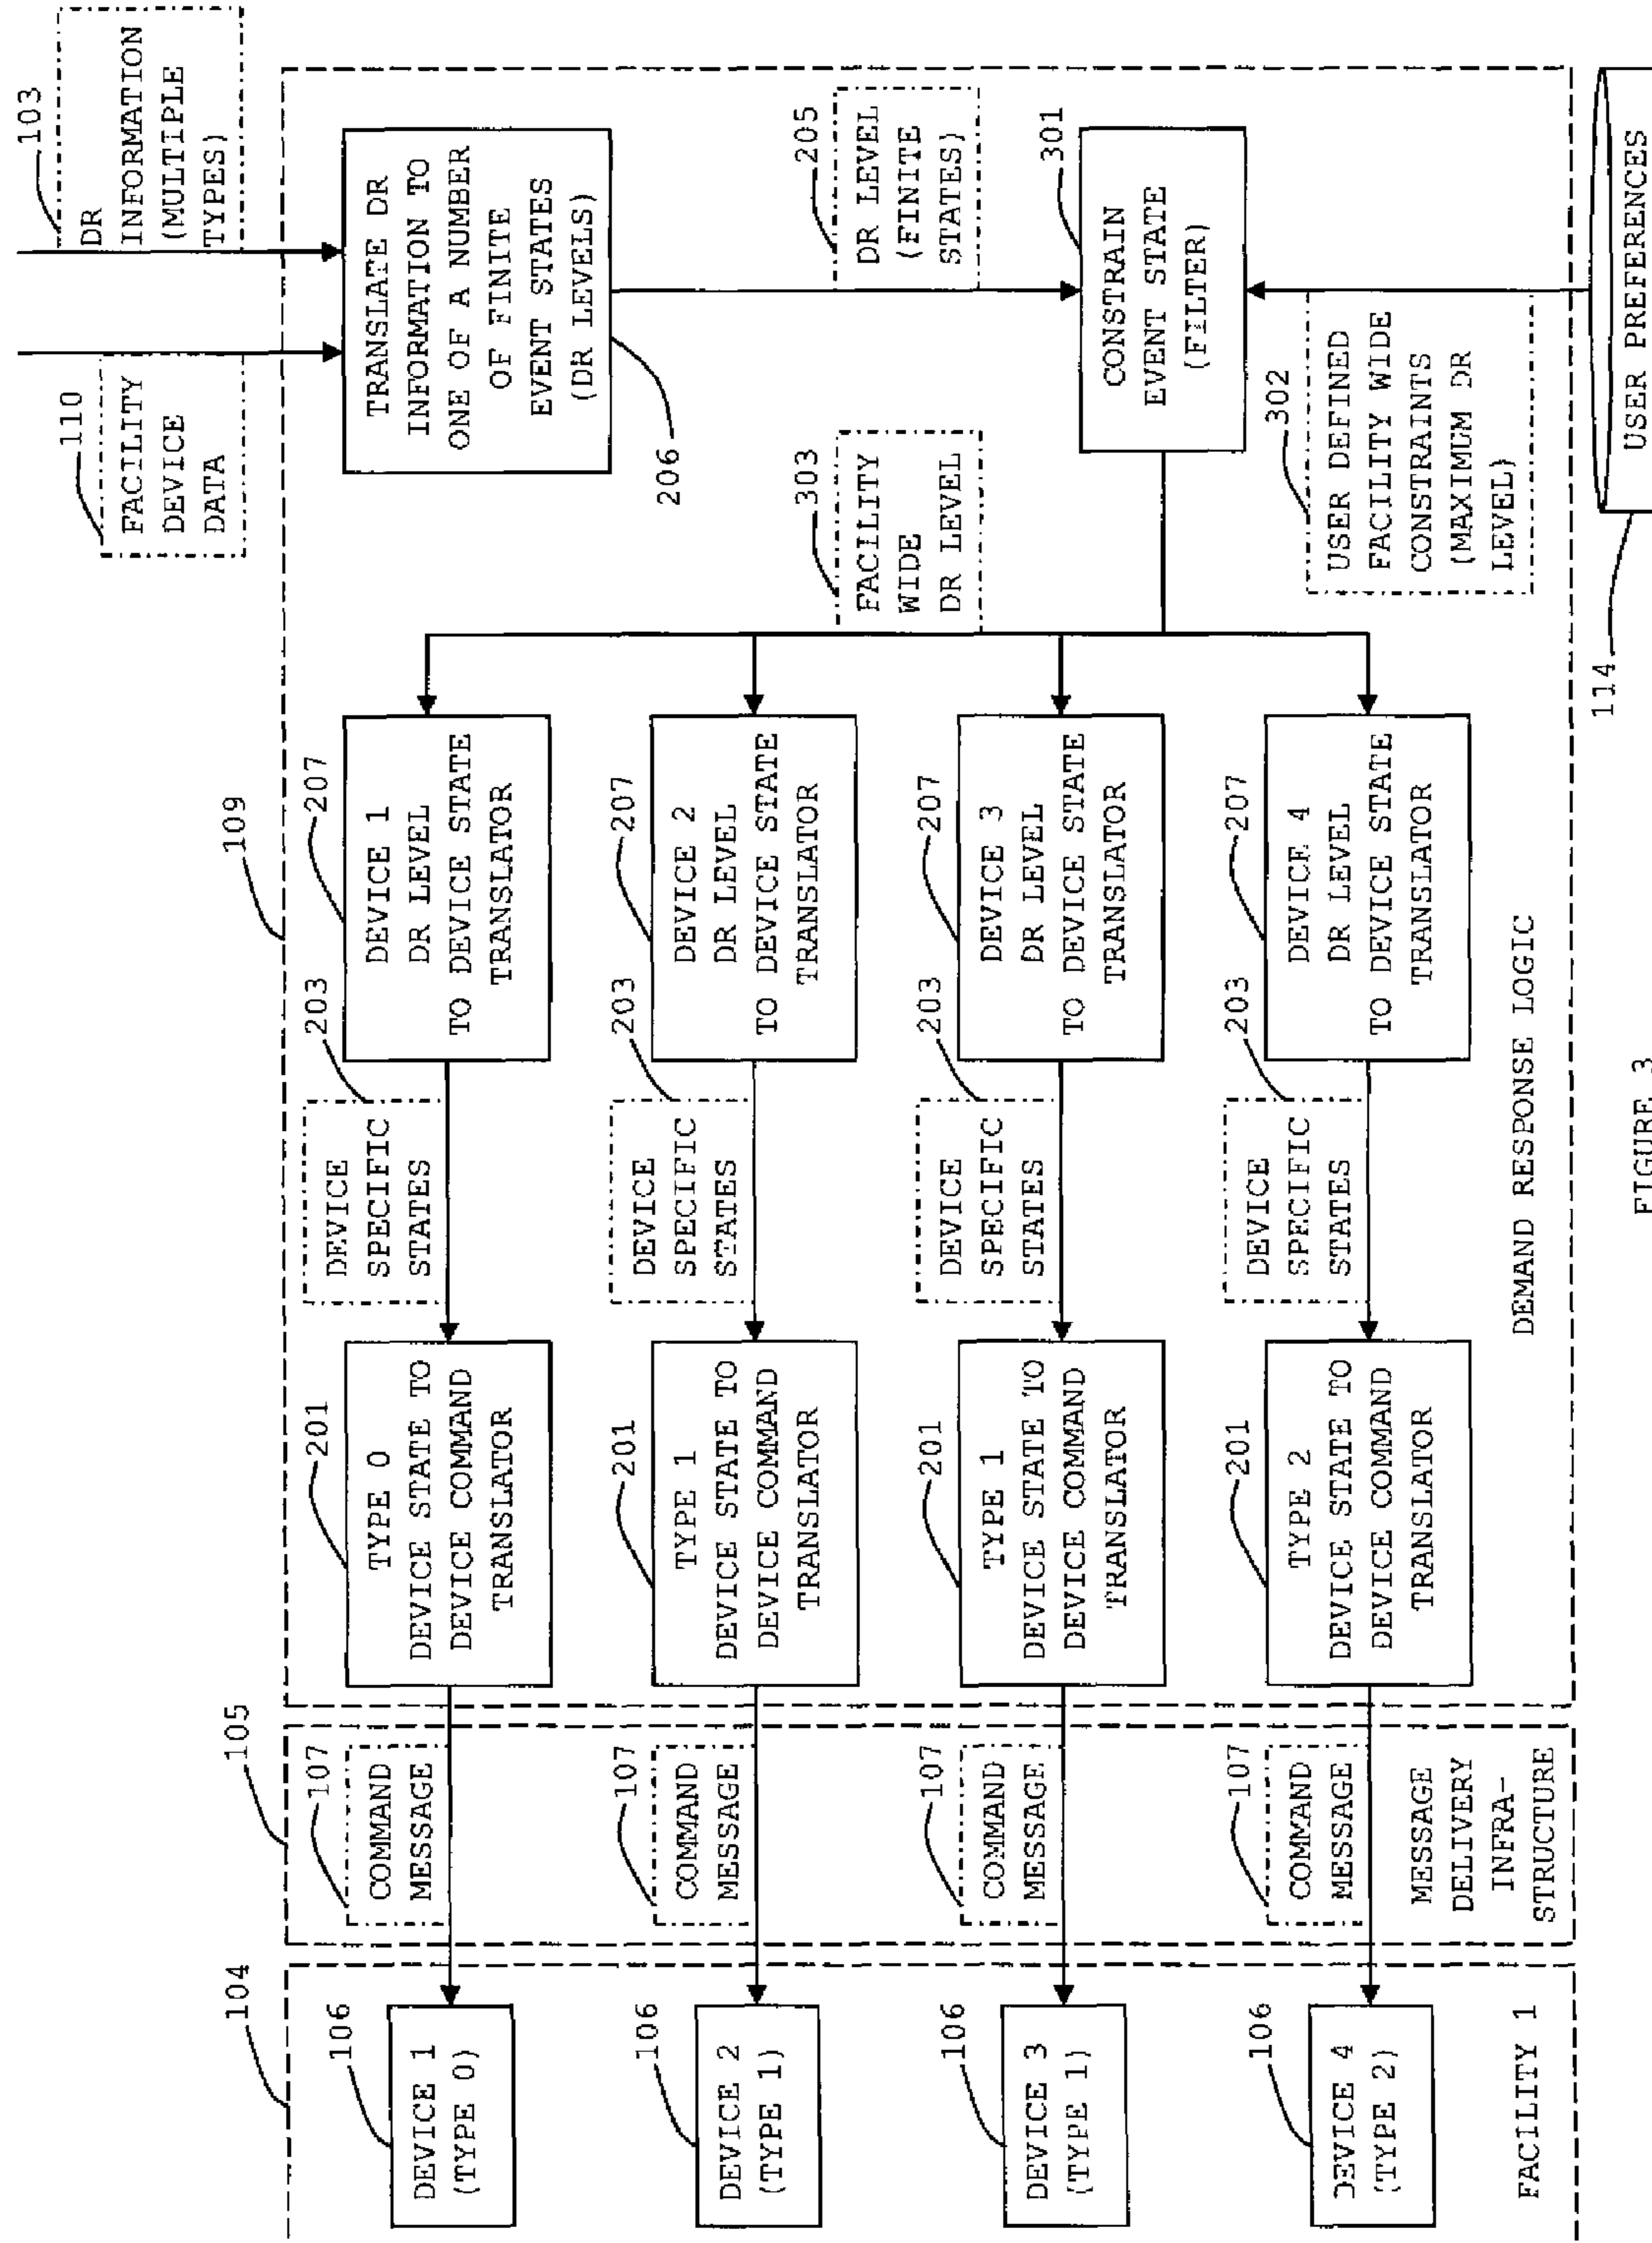 103
DR
INFORMATION
(MULTIPLE
TYPES)
110
FACILITY
DEVICE
DATA
TRANSLATE DR
INFORMATION TO
ONE OF A NUMBER
OF FINITE
EVENT STATES
(DR LEVELS)
206
205
DR LEVEL
(FINITE
STATES)
301
CONSTRAIN
EVENT STATE
(FILTER)
303
FACILITY
WIDE
DR LEVEL
302
USER DEFINED
FACILITY WIDE
CONSTRAINTS
(MAXIMUM DR
LEVEL)
114
USER PREFERENCES
109
207
DEVICE 1
DR LEVEL
TO DEVICE STATE
TRANSLATOR
207
DEVICE 2
DR LEVEL
TO DEVICE STATE
TRANSLATOR
207
DEVICE 3
DR LEVEL
TO DEVICE STATE
TRANSLATOR
207
DEVICE 4
DR LEVEL
TO DEVICE STATE
TRANSLATOR
203
DEVICE
SPECIFIC
STATES
203
DEVICE
SPECIFIC
STATES
203
DEVICE
SPECIFIC
STATES
203
DEVICE
SPECIFIC
STATES
201
TYPE 0
DEVICE STATE TO
DEVICE COMMAND
TRANSLATOR
201
TYPE 1
DEVICE STATE TO
DEVICE COMMAND
TRANSLATOR
201
TYPE 1
DEVICE STATE TO
DEVICE COMMAND
TRANSLATOR
201
TYPE 2
DEVICE STATE TO
DEVICE COMMAND
TRANSLATOR
DEMAND RESPONSE LOGIC
105
107
COMMAND
MESSAGE
107
COMMAND
MESSAGE
107
COMMAND
MESSAGE
107
COMMAND
MESSAGE
MESSAGE
DELIVERY
INFRA-
STRUCTURE
104
106
DEVICE 1
(TYPE 0)
106
DEVICE 2
(TYPE 1)
106
DEVICE 3
(TYPE 1)
106
DEVICE 4
(TYPE 2)
FACILITY 1
FIGURE 3